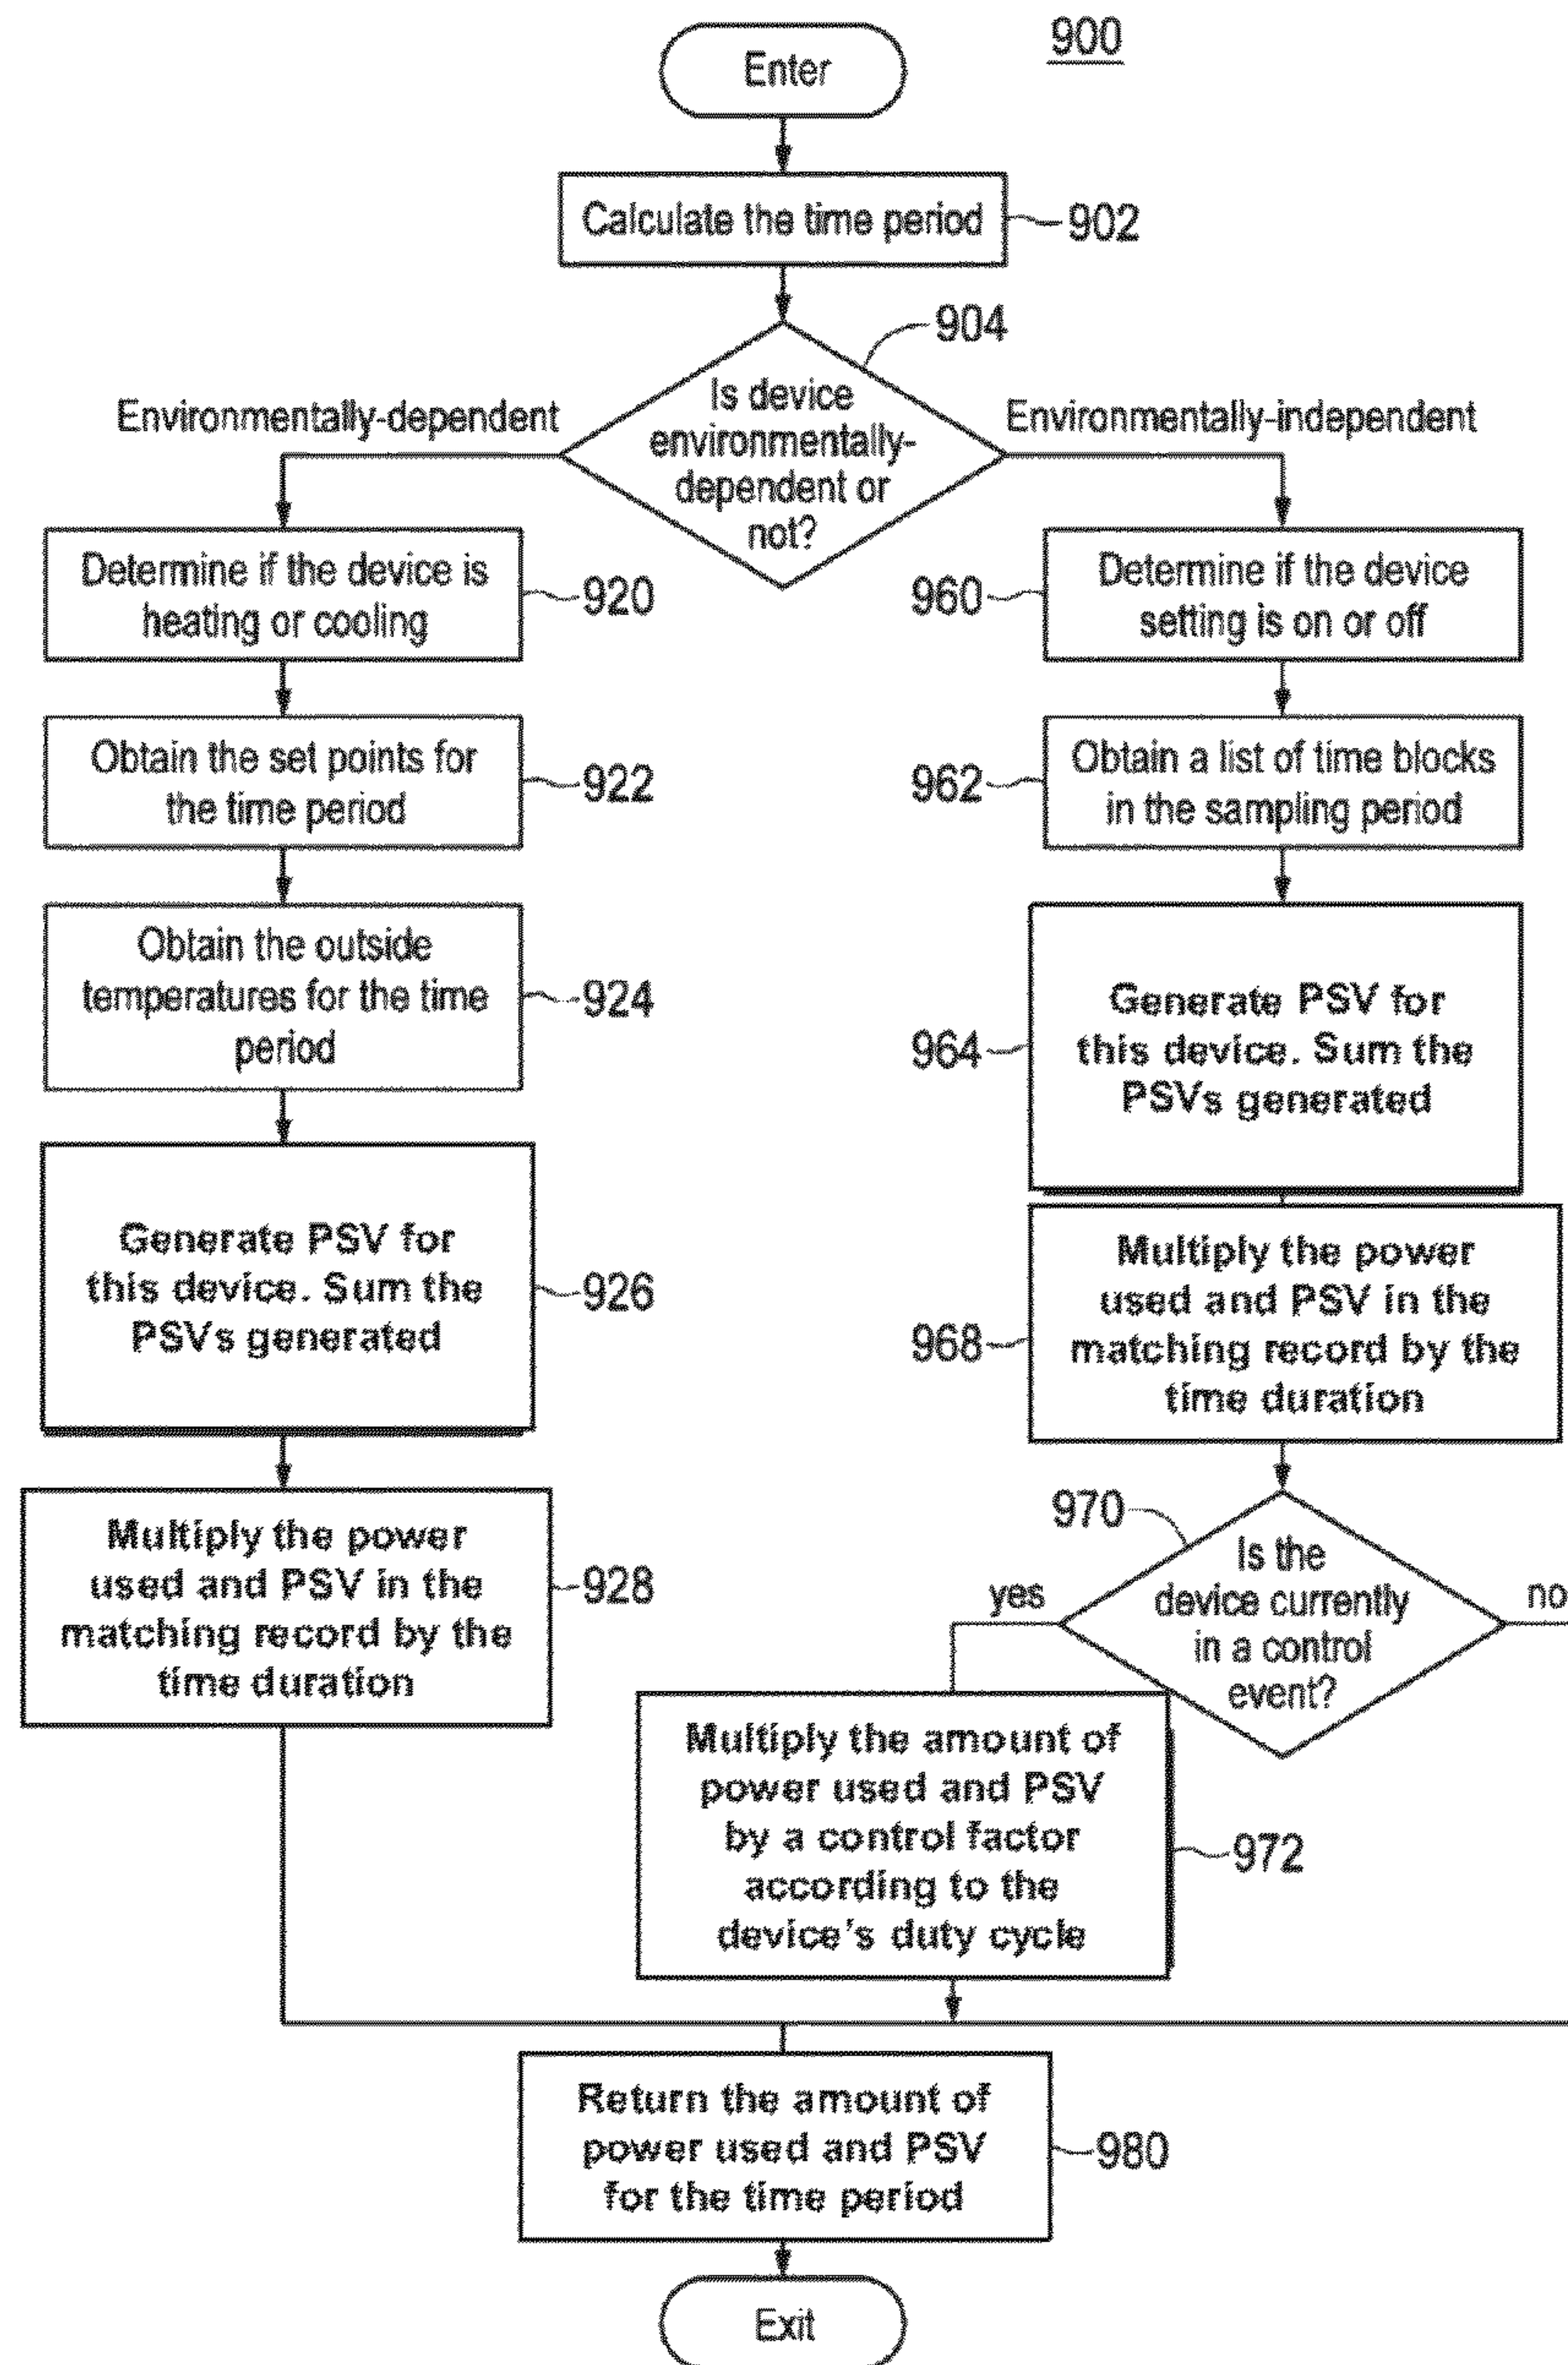 900
Enter
Calculate the time period
902
904
Is device
environmentally-
dependent or
not?
Environmentally-dependent
Environmentally-independent
Determine if the device is
heating or cooling
920
Obtain the set points for
the time period
922
Obtain the outside
temperatures for the time
period
924
Generate PSV for
this device. Sum the
PSVs generated
926
Multiply the power
used and PSV in the
matching record by the
time duration
928
960
Determine if the device
setting is on or off
962
Obtain a list of time blocks
in the sampling period
964
Generate PSV for
this device. Sum the
PSVs generated
968
Multiply the power
used and PSV in the
matching record by the
time duration
970
Is the
device currently
in a control
event?
yes
no
Multiply the amount of
power used and PSV
by a control factor
according to the
device's duty cycle
972
Return the amount of
power used and PSV
for the time period
980
Exit